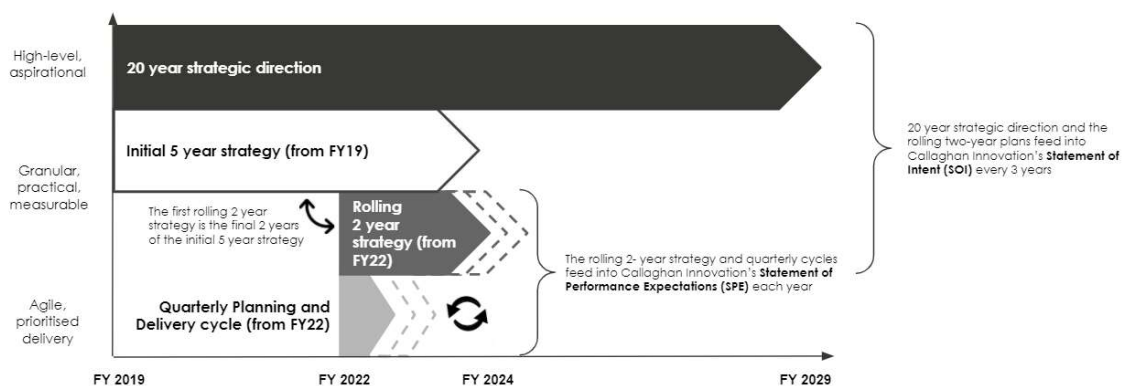 High-level,
aspirational
20 year strategic direction
Initial 5 year strategy (from FY19)
Granular,
practical,
measurable
The first rolling 2 year
strategy is the final 2 years
of the initial 5 year strategy
Rolling
2 year
strategy (from
FY22)
Agile,
prioritised
delivery
Quarterly Planning and
Delivery cycle (from FY22)
The rolling 2- year strategy and quarterly cycles
feed into Callaghan Innovation's Statement of
Performance Expectations (SPE) each year
20 year strategic direction and the
rolling two-year plans feed into
Callaghan Innovation's Statement of
Intent (SOI) every 3 years
FY 2019
FY 2022
FY 2024
FY 2029